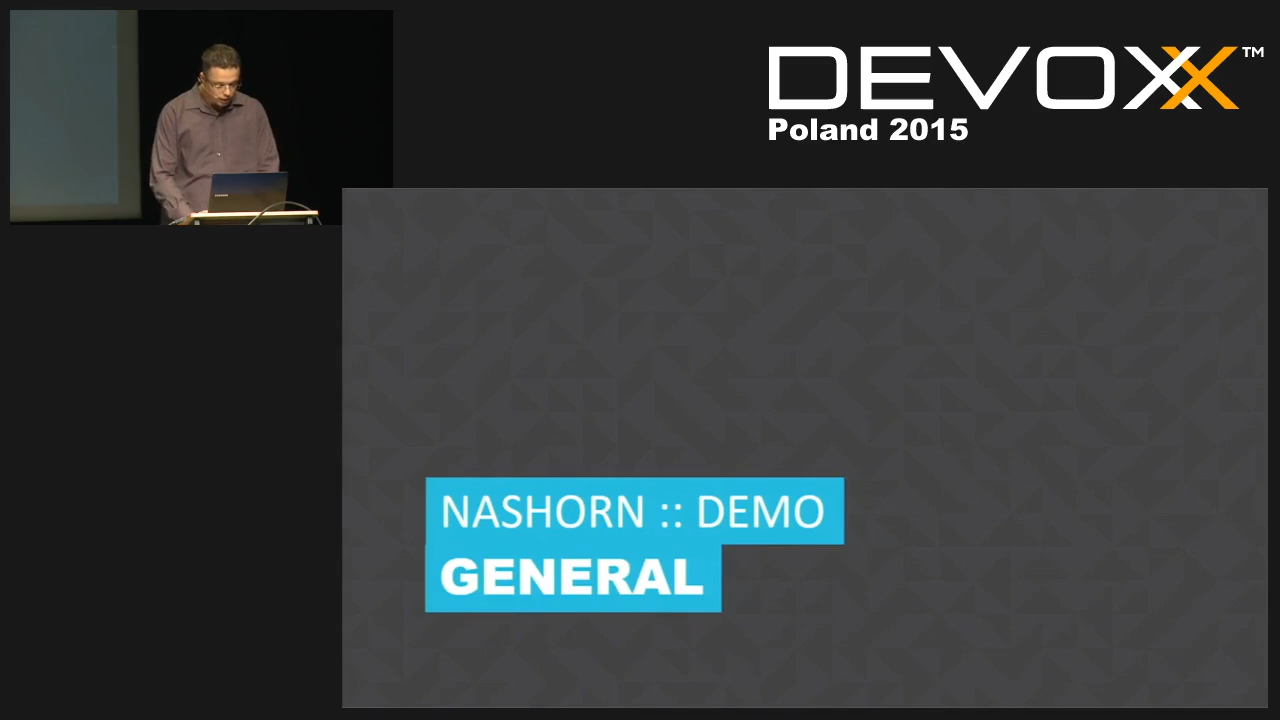 DEVOXX™
Poland 2015
NASHORN :: DEMO
GENERAL